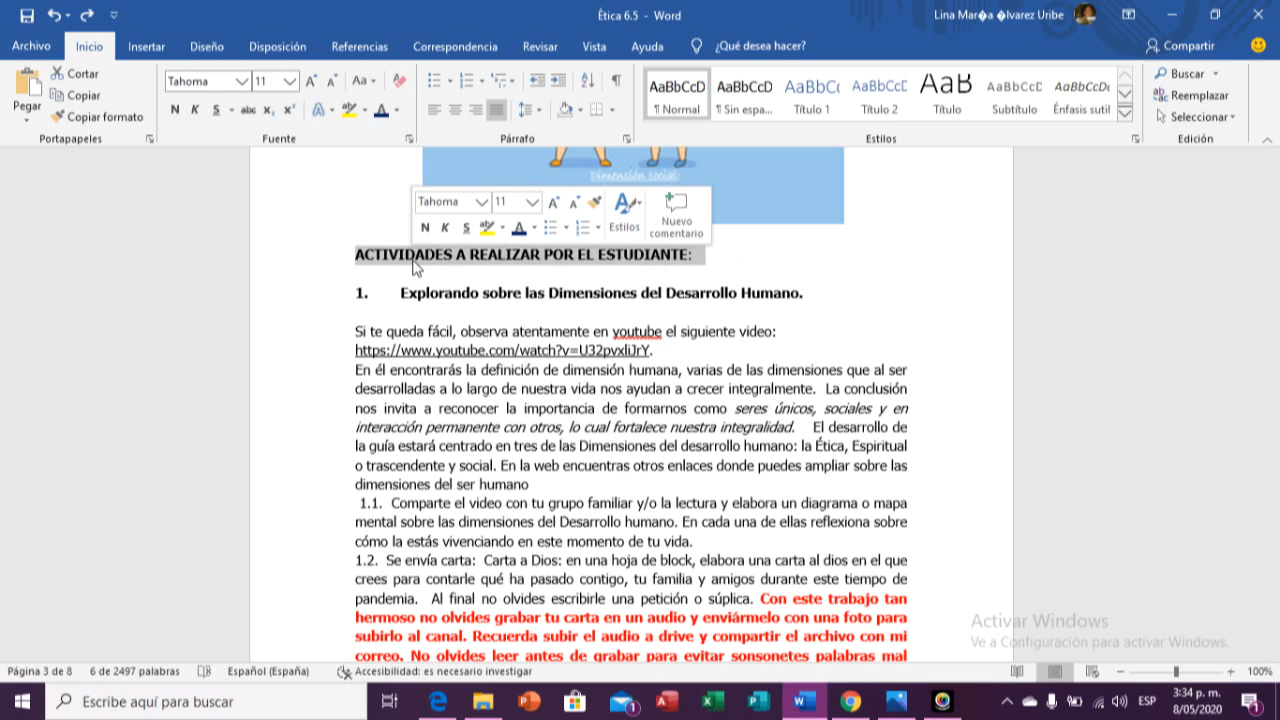 Ética 6.5 - Word
Lina Mar�a �lvarez Uribe
Archivo Inicio Insertar Diseño Disposición Referencias Correspondencia Revisar Vista Ayuda ¿Qué desea hacer? Compartir
Pegar
Cortar
Copiar
Copiar formato
Portapapeles
Tahoma 11
N K S abc x₂ x²
Fuente
Párrafo
AaBbCcD AaBbCcD AaBbCc AaBbCcD AaB AaBbCcD AaBbCcDc
¶ Normal ¶ Sin espa... Título 1 Título 2 Título Subtítulo Énfasis sutil
Estilos
Buscar
Reemplazar
Seleccionar
Edición
Dimensión social:
Tahoma 11
N K S
Estilos
Nuevo
comentario
ACTIVIDADES A REALIZAR POR EL ESTUDIANTE:
1. Explorando sobre las Dimensiones del Desarrollo Humano.
Si te queda fácil, observa atentamente en youtube el siguiente video:
https://www.youtube.com/watch?v=U32pvxliJrY.
En él encontrarás la definición de dimensión humana, varias de las dimensiones que al ser
desarrolladas a lo largo de nuestra vida nos ayudan a crecer integralmente. La conclusión
nos invita a reconocer la importancia de formarnos como seres únicos, sociales y en
interacción permanente con otros, lo cual fortalece nuestra integralidad. El desarrollo de
la guía estará centrado en tres de las Dimensiones del desarrollo humano: la Ética, Espiritual
o trascendente y social. En la web encuentras otros enlaces donde puedes ampliar sobre las
dimensiones del ser humano
1.1. Comparte el video con tu grupo familiar y/o la lectura y elabora un diagrama o mapa
mental sobre las dimensiones del Desarrollo humano. En cada una de ellas reflexiona sobre
cómo la estás vivenciando en este momento de tu vida.
1.2. Se envía carta: Carta a Dios: en una hoja de block, elabora una carta al dios en el que
crees para contarle qué ha pasado contigo, tu familia y amigos durante este tiempo de
pandemia. Al final no olvides escribirle una petición o súplica. Con este trabajo tan
hermoso no olvides grabar tu carta en un audio y enviármelo con una foto para
subirlo al canal. Recuerda subir el audio a drive y compartir el archivo con mi
correo. No olvides leer antes de grabar para evitar sonsonetes palabras mal
Activar Windows
Ve a Configuración para activar Windows.
Página 3 de 8 6 de 2497 palabras Español (España) Accesibilidad: es necesario investigar 100%
Escribe aquí para buscar
ESP
3:34 p. m.
8/05/2020